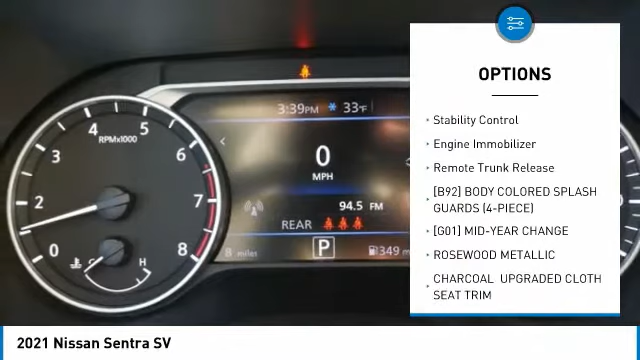 3:39PM ❄ 33°F
0
MPH
94.5 FM
REAR
P
8 miles
349 m
RPMx1000
0
2
3
4
5
6
7
8
C
H
OPTIONS
Stability Control
Engine Immobilizer
Remote Trunk Release
[B92] BODY COLORED SPLASH
GUARDS (4-PIECE)
[G01] MID-YEAR CHANGE
ROSEWOOD METALLIC
CHARCOAL UPGRADED CLOTH
SEAT TRIM
2021 Nissan Sentra SV